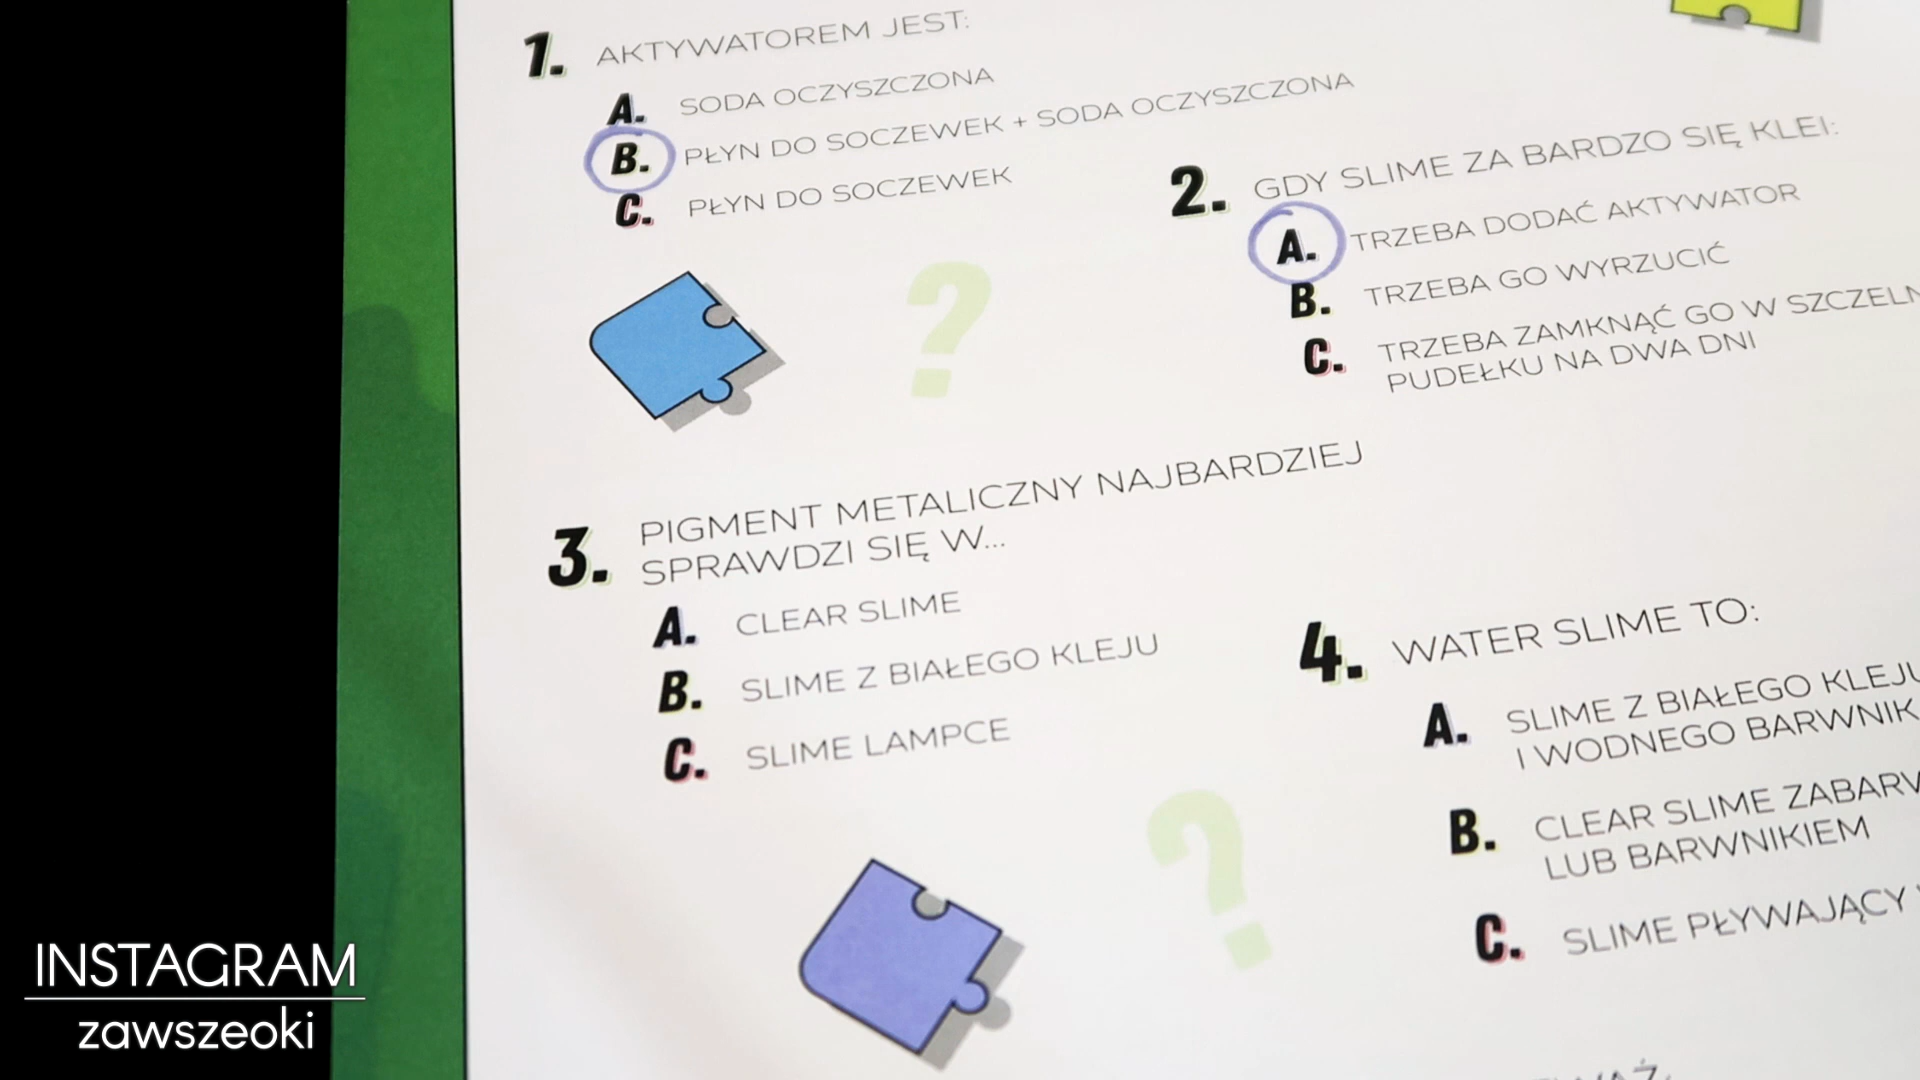 1. AKTYWATOREM JEST:
A. SODA OCZYSZCZONA
B. PŁYN DO SOCZEWEK + SODA OCZYSZCZONA
C. PŁYN DO SOCZEWEK
2. GDY SLIME ZA BARDZO SIĘ KLEI:
A. TRZEBA DODAĆ AKTYWATOR
B. TRZEBA GO WYRZUCIĆ
C. TRZEBA ZAMKNĄĆ GO W
PUDEŁKU NA DWA DNI
?
3. PIGMENT METALICZNY NAJBARDZIEJ
SPRAWDZI SIĘ W...
A. CLEAR SLIME
B. SLIME Z BIAŁEGO KLEJU
C. SLIME LAMPCE
4. WATER SLIME TO:
A. SLIME Z BIAŁEGO KLEJU
I WODNEGO
B. CLEAR SLIME
LUB BARWNIKIEM
C. SLIME PŁYWAJĄCY
?
INSTAGRAM
zawszeoki